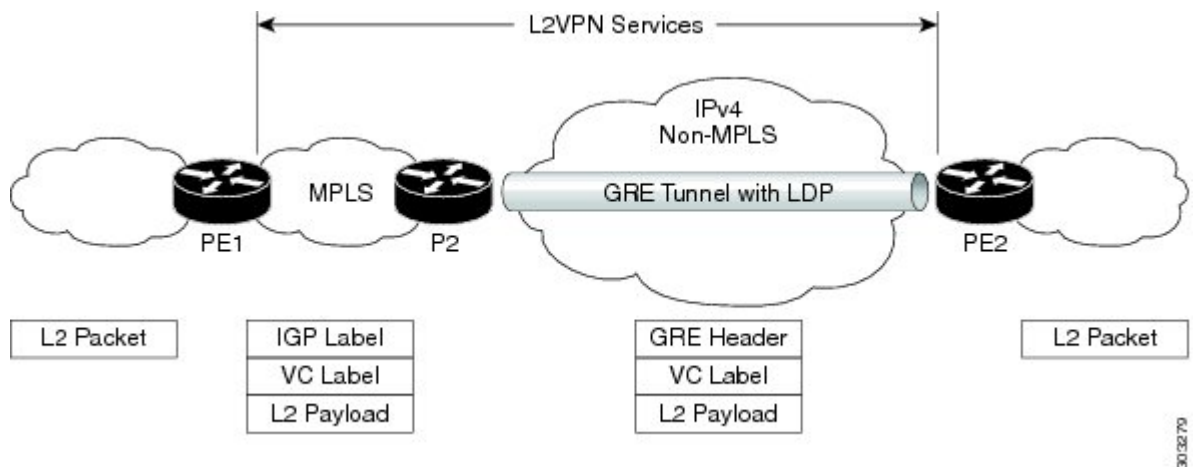 L2VPN Services
IPv4
Non-MPLS
MPLS
GRE Tunnel with LDP
PE1
P2
PE2
L2 Packet
IGP Label
VC Label
L2 Payload
GRE Header
VC Label
L2 Payload
L2 Packet
303279